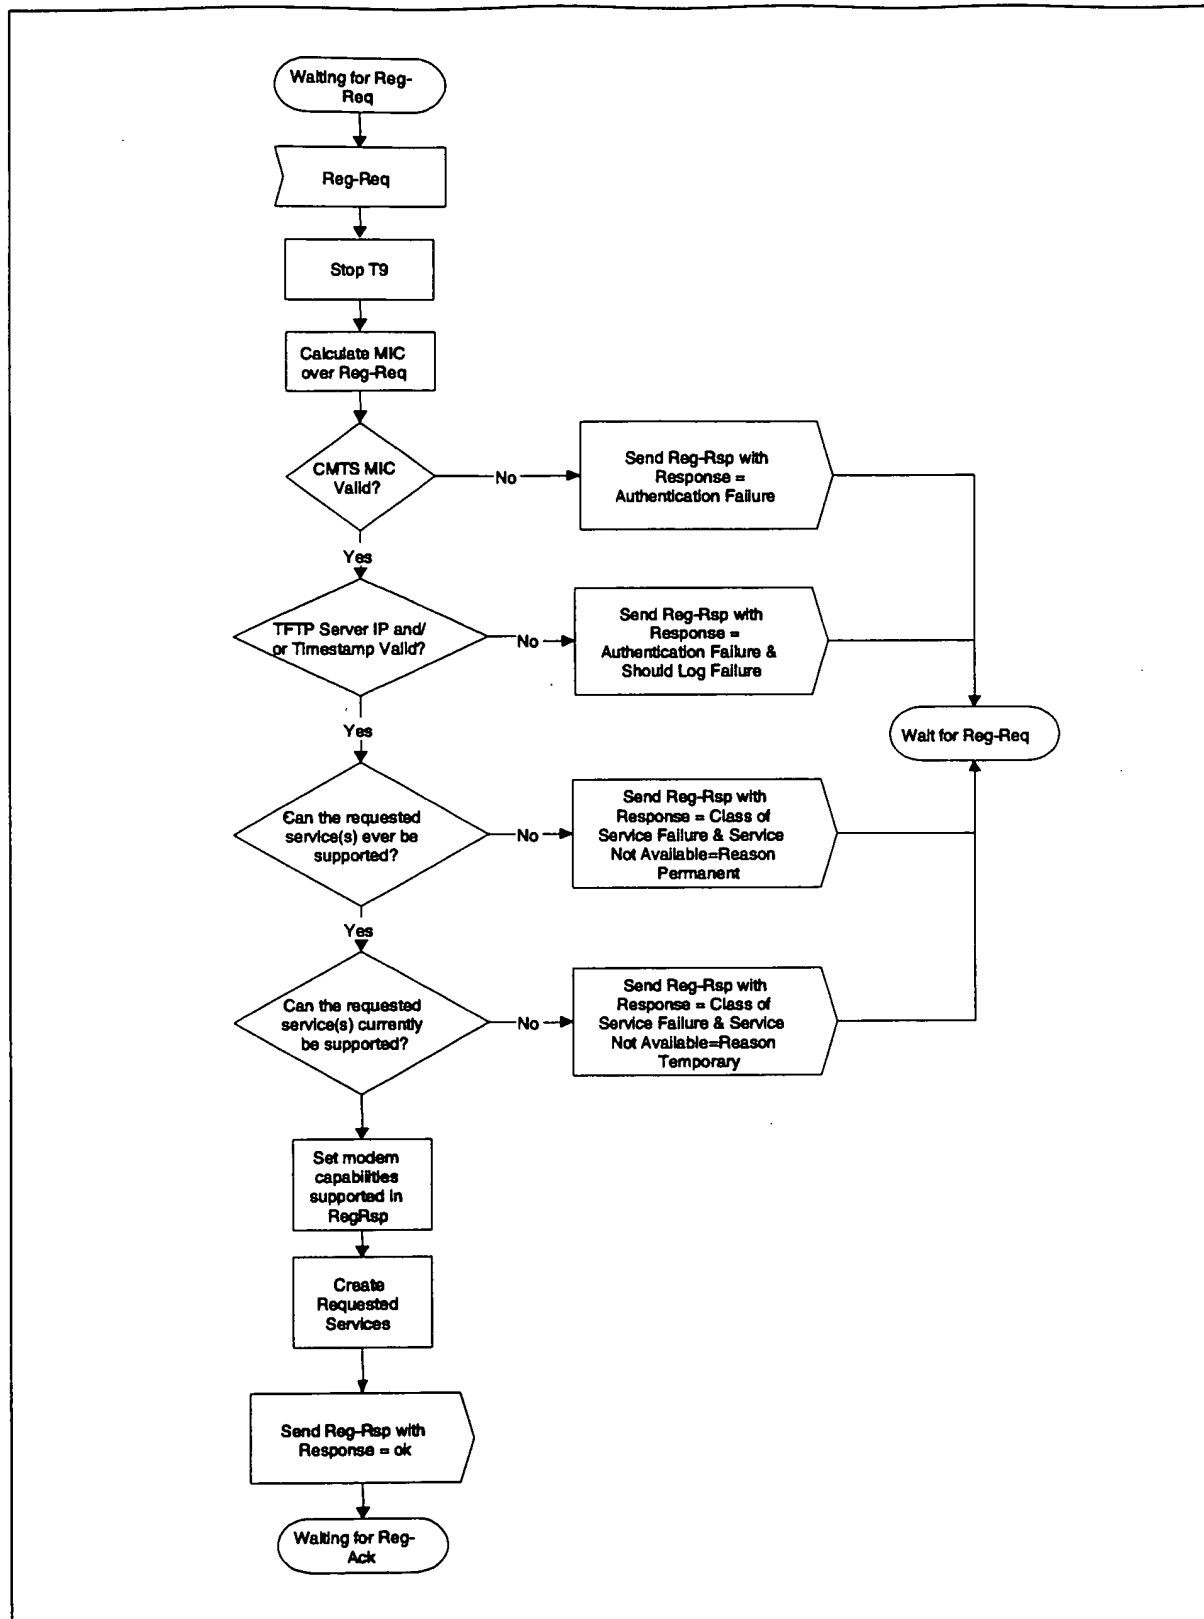 Waiting for Reg-
Req
Reg-Req
Stop T9
Calculate MIC
over Reg-Req
CMTS MIC
Valid?
No
Send Reg-Rsp with
Response =
Authentication Failure
Yes
TFTP Server IP and/
or Timestamp Valid?
No
Send Reg-Rsp with
Response =
Authentication Failure &
Should Log Failure
Wait for Reg-Req
Yes
Can the requested
service(s) ever be
supported?
No
Send Reg-Rsp with
Response = Class of
Service Failure & Service
Not Available=Reason
Permanent
Yes
Can the requested
service(s) currently
be supported?
No
Send Reg-Rsp with
Response = Class of
Service Failure & Service
Not Available=Reason
Temporary
Set modem
capabilities
supported in
RegRsp
Create
Requested
Services
Send Reg-Rsp with
Response = ok
Waiting for Reg-
Ack